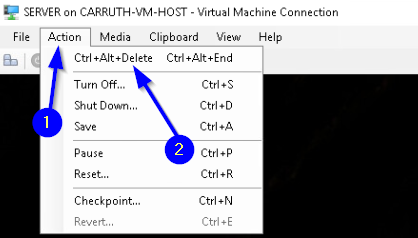 SERVER on CARRUTH-VM-HOST - Virtual Machine Connection
File Action Media Clipboard View Help
Ctrl+Alt+Delete Ctrl+Alt+End
Turn Off... Ctrl+S
Shut Down... Ctrl+D
Save Ctrl+A
1
2
Pause Ctrl+P
Reset... Ctrl+R
Checkpoint... Ctrl+N
Revert... Ctrl+E